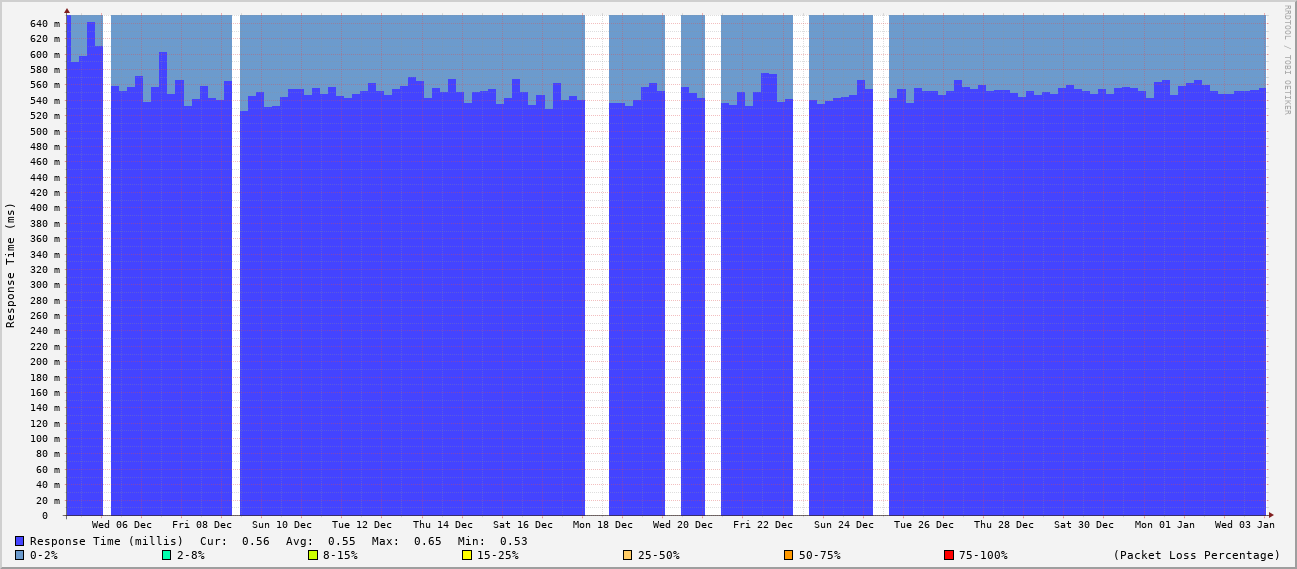 RRDTOOL / TOBI OETIKER
Response Time (ms)
640 m
620 m
600 m
580 m
560 m
540 m
520 m
500 m
480 m
460 m
440 m
420 m
400 m
380 m
360 m
340 m
320 m
300 m
280 m
260 m
240 m
220 m
200 m
180 m
160 m
140 m
120 m
100 m
80 m
60 m
40 m
20 m
0
Wed 06 Dec Fri 08 Dec Sun 10 Dec Tue 12 Dec Thu 14 Dec Sat 16 Dec Mon 18 Dec Wed 20 Dec Fri 22 Dec Sun 24 Dec Tue 26 Dec Thu 28 Dec Sat 30 Dec Mon 01 Jan Wed 03 Jan
Response Time (millis) Cur: 0.56 Avg: 0.55 Max: 0.65 Min: 0.53
0-2% 2-8% 8-15% 15-25% 25-50% 50-75% 75-100% (Packet Loss Percentage)